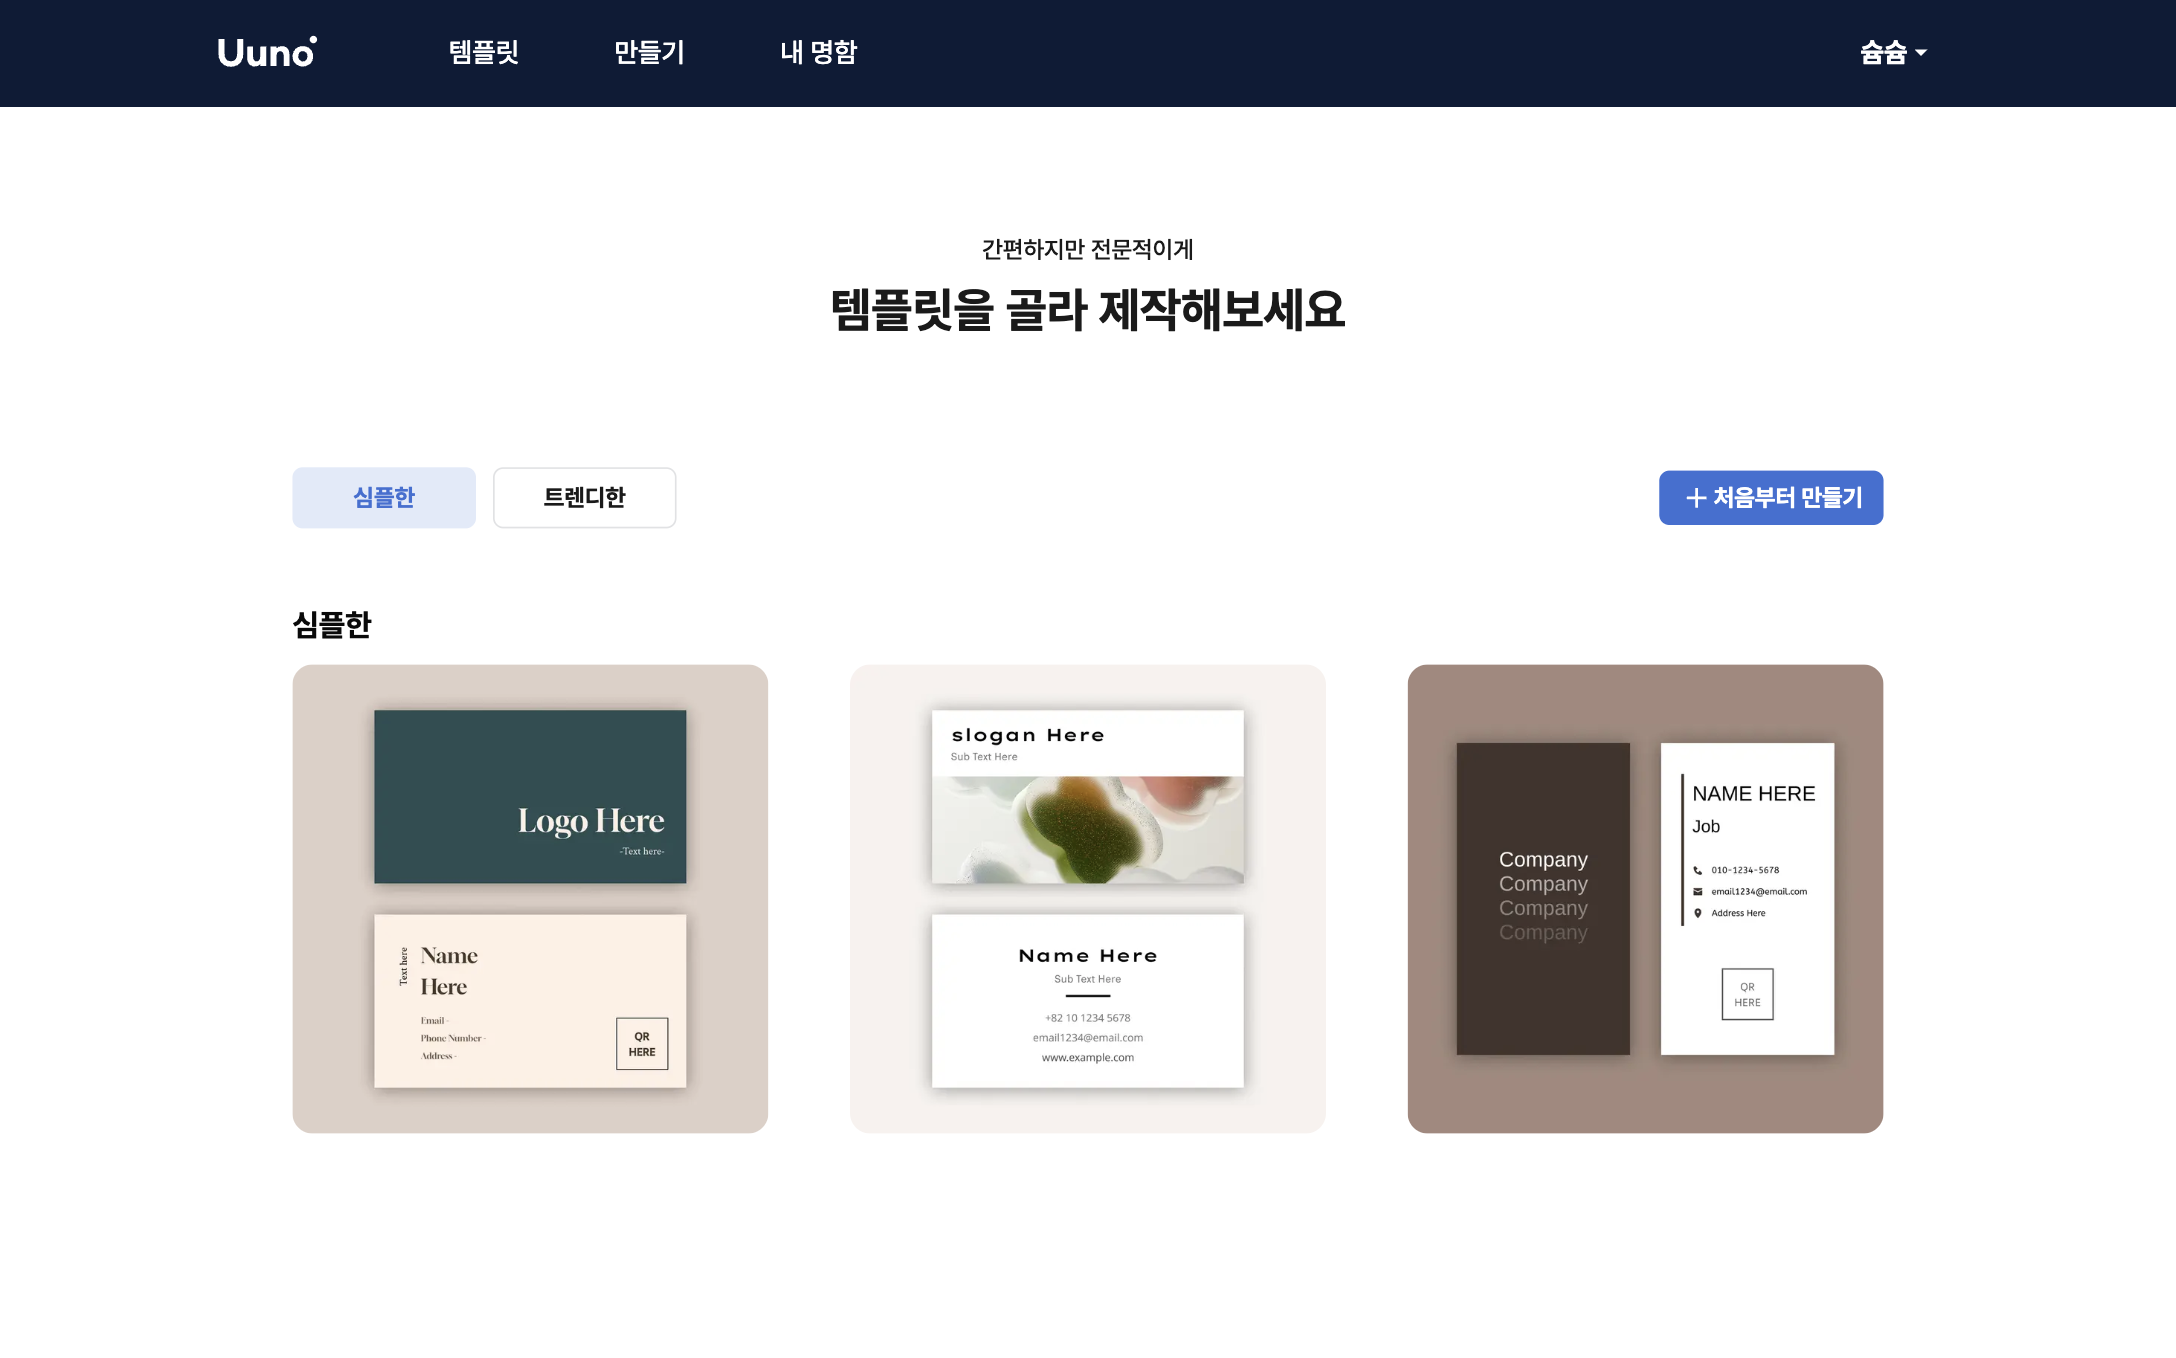 Uuno
템플릿
만들기
내 명함
슘슘
간편하지만 전문적이게
템플릿을 골라 제작해보세요
심플한
트렌디한
+ 처음부터 만들기
심플한
Logo Here
-Text here-
Text here
Name
Here
Email -
Phone Number -
Address -
QR
HERE
slogan Here
Sub Text Here
Name Here
Sub Text Here
+82 10 1234 5678
email1234@email.com
www.example.com
Company
Company
Company
Company
NAME HERE
Job
010-1234-5678
email1234@email.com
Address Here
QR
HERE